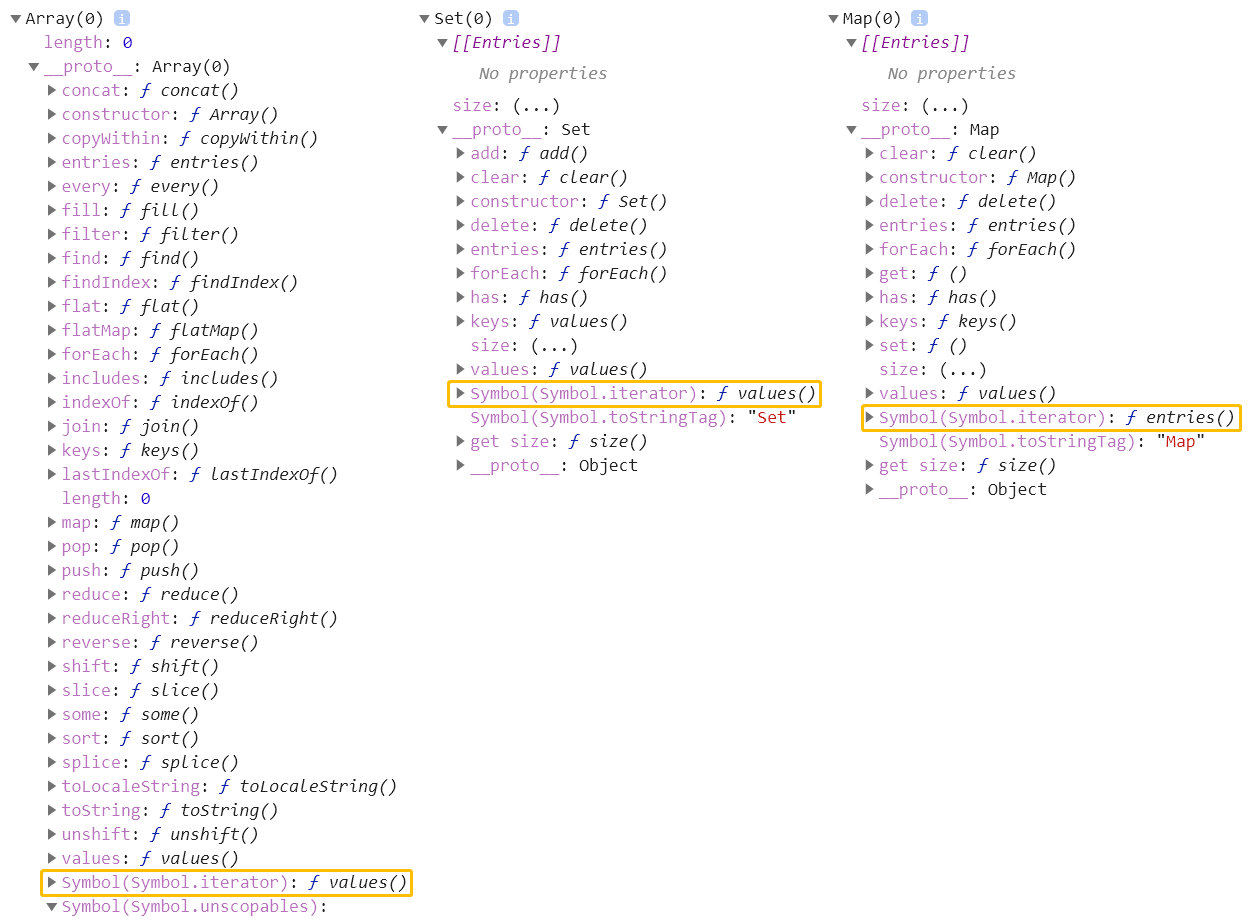 Array(0) i
length: 0
__proto__: Array(0)
concat: ƒ concat()
constructor: ƒ Array()
copyWithin: ƒ copyWithin()
entries: ƒ entries()
every: ƒ every()
fill: ƒ fill()
filter: ƒ filter()
find: ƒ find()
findIndex: ƒ findIndex()
flat: ƒ flat()
flatMap: ƒ flatMap()
forEach: ƒ forEach()
includes: ƒ includes()
indexOf: ƒ indexOf()
join: ƒ join()
keys: ƒ keys()
lastIndexOf: ƒ lastIndexOf()
length: 0
map: ƒ map()
pop: ƒ pop()
push: ƒ push()
reduce: ƒ reduce()
reduceRight: ƒ reduceRight()
reverse: ƒ reverse()
shift: ƒ shift()
slice: ƒ slice()
some: ƒ some()
sort: ƒ sort()
splice: ƒ splice()
toLocaleString: ƒ toLocaleString()
toString: ƒ toString()
unshift: ƒ unshift()
values: ƒ values()
Symbol(Symbol.iterator): ƒ values()
Symbol(Symbol.unscopables):
Set(0) i
[[Entries]]
No properties
size: (...)
__proto__: Set
add: ƒ add()
clear: ƒ clear()
constructor: ƒ Set()
delete: ƒ delete()
entries: ƒ entries()
forEach: ƒ forEach()
has: ƒ has()
keys: ƒ values()
size: (...)
values: ƒ values()
Symbol(Symbol.iterator): ƒ values()
Symbol(Symbol.toStringTag): "Set"
get size: ƒ size()
__proto__: Object
Map(0) i
[[Entries]]
No properties
size: (...)
__proto__: Map
clear: ƒ clear()
constructor: ƒ Map()
delete: ƒ delete()
entries: ƒ entries()
forEach: ƒ forEach()
get: ƒ ()
has: ƒ has()
keys: ƒ keys()
set: ƒ ()
size: (...)
values: ƒ values()
Symbol(Symbol.iterator): ƒ entries()
Symbol(Symbol.toStringTag): "Map"
get size: ƒ size()
__proto__: Object